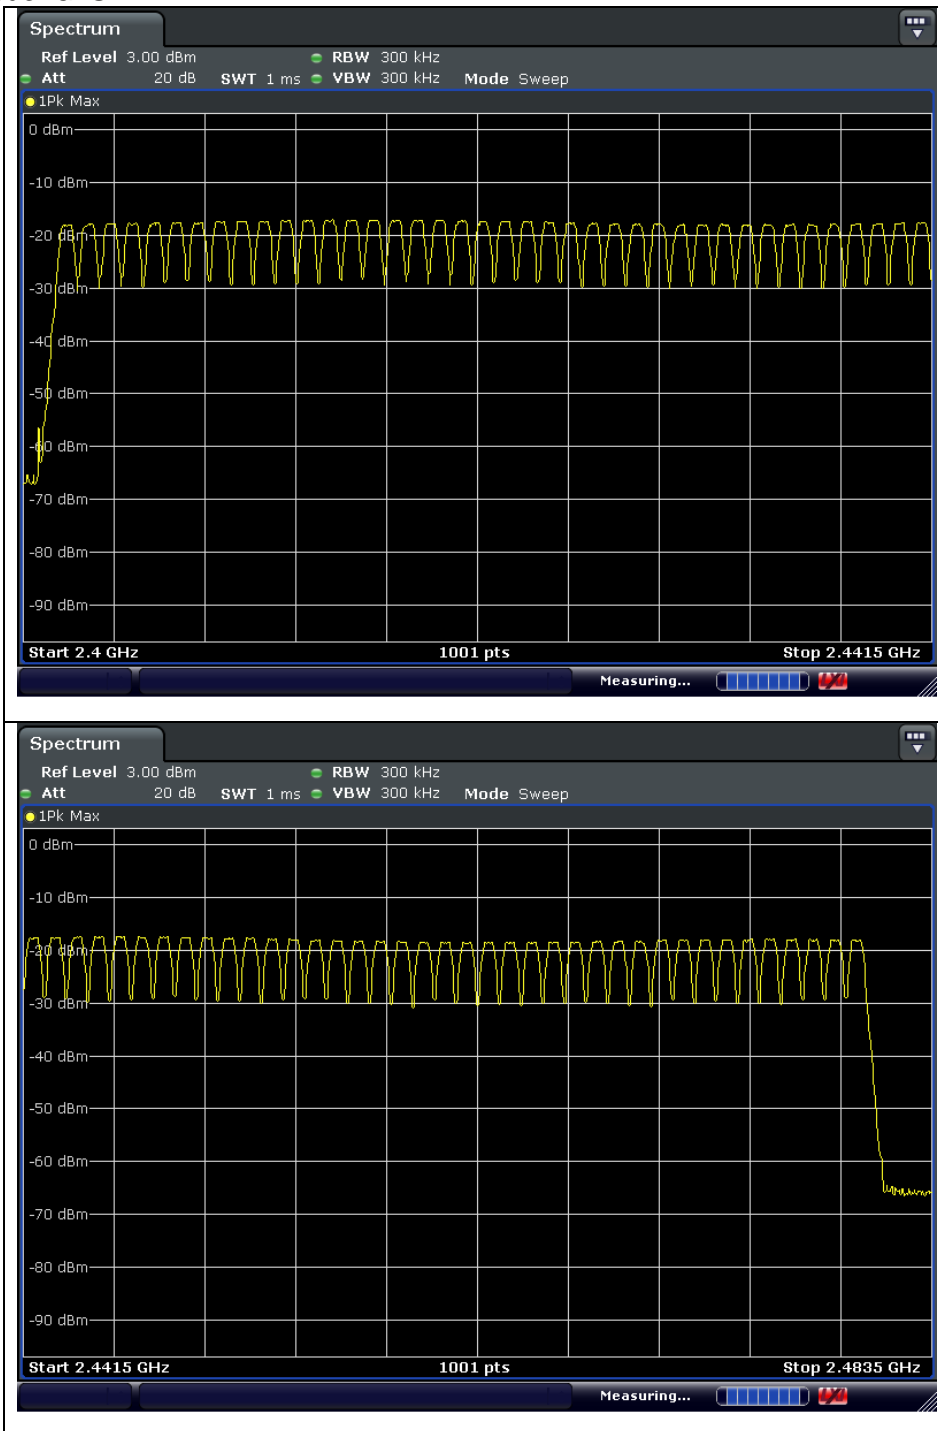 Spectrum
Ref Level 3.00 dBm RBW 300 kHz
Att 20 dB SWT 1 ms VBW 300 kHz Mode Sweep
1Pk Max
0 dBm
-10 dBm
-20 dBm
-30 dBm
-40 dBm
-50 dBm
-60 dBm
-70 dBm
-80 dBm
-90 dBm
Start 2.4 GHz 1001 pts Stop 2.4415 GHz
Measuring...
Spectrum
Ref Level 3.00 dBm RBW 300 kHz
Att 20 dB SWT 1 ms VBW 300 kHz Mode Sweep
1Pk Max
0 dBm
-10 dBm
-20 dBm
-30 dBm
-40 dBm
-50 dBm
-60 dBm
-70 dBm
-80 dBm
-90 dBm
Start 2.4415 GHz 1001 pts Stop 2.4835 GHz
Measuring...